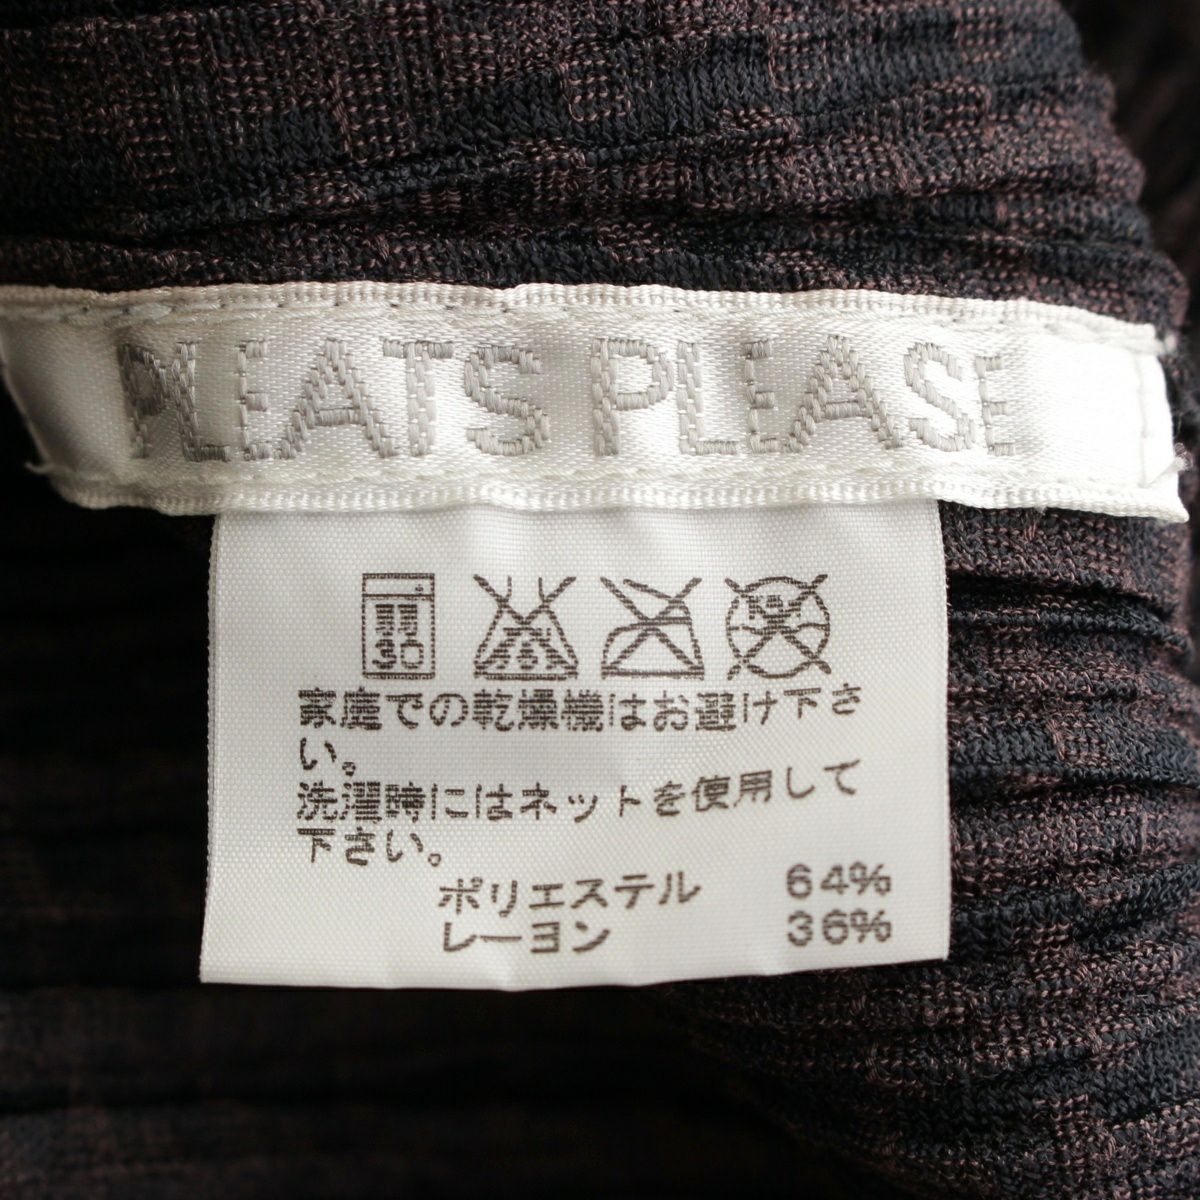 PLEATS PLEASE
弱
30
家庭での乾燥機はお避け下さ
い。
洗濯時にはネットを使用して
下さい。
ポリエステル 64%
レーヨン 36%